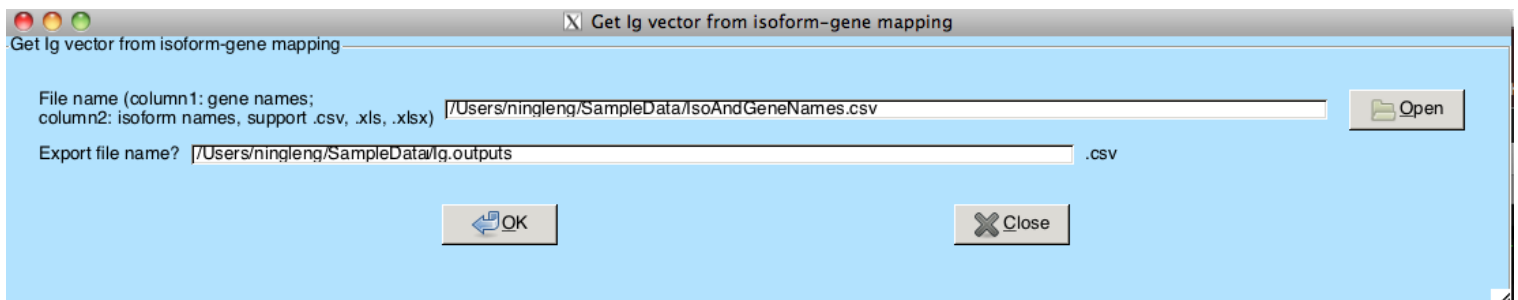 Get Ig vector from isoform-gene mapping
Get Ig vector from isoform-gene mapping
File name (column1: gene names;
column2: isoform names, support .csv, .xls, .xlsx) /Users/ningleng/SampleData/IsoAndGeneNames.csv Open
Export file name? /Users/ningleng/SampleData/Ig.outputs .csv
OK Close